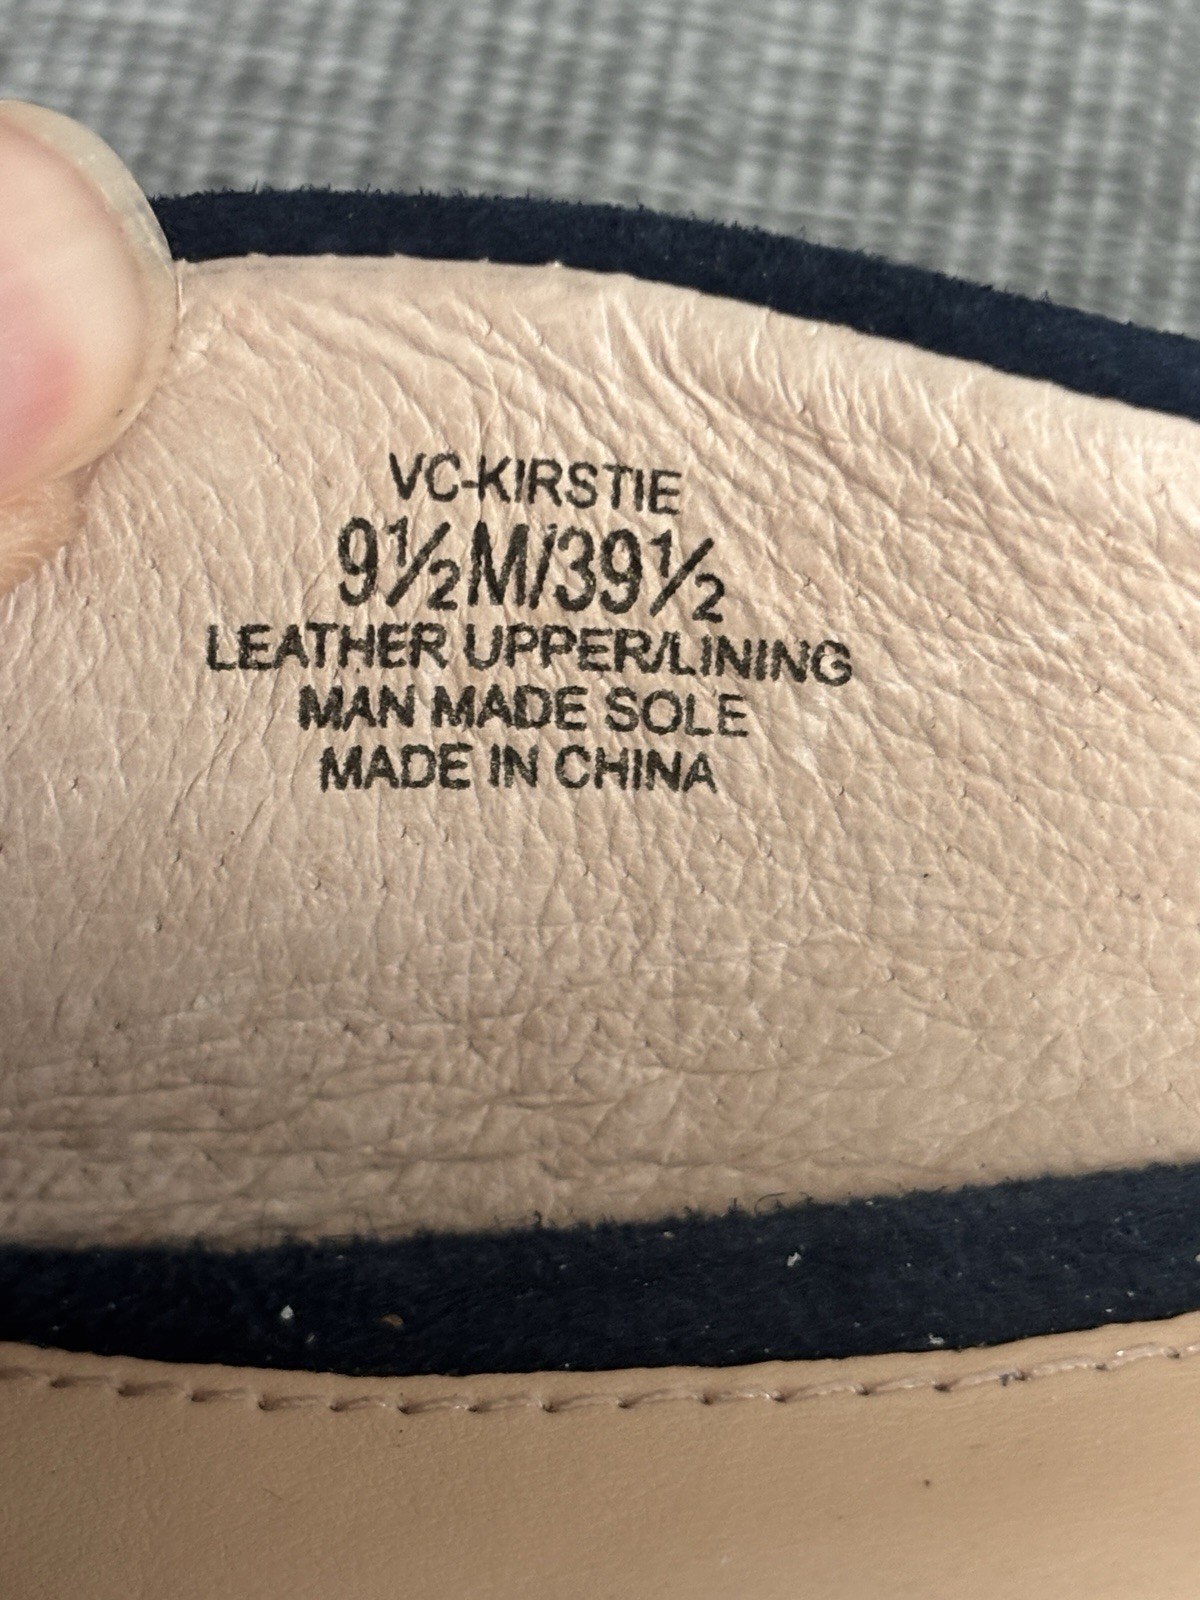 VC-KIRSTIE
9½M/39½
LEATHER UPPER/LINING
MAN MADE SOLE
MADE IN CHINA